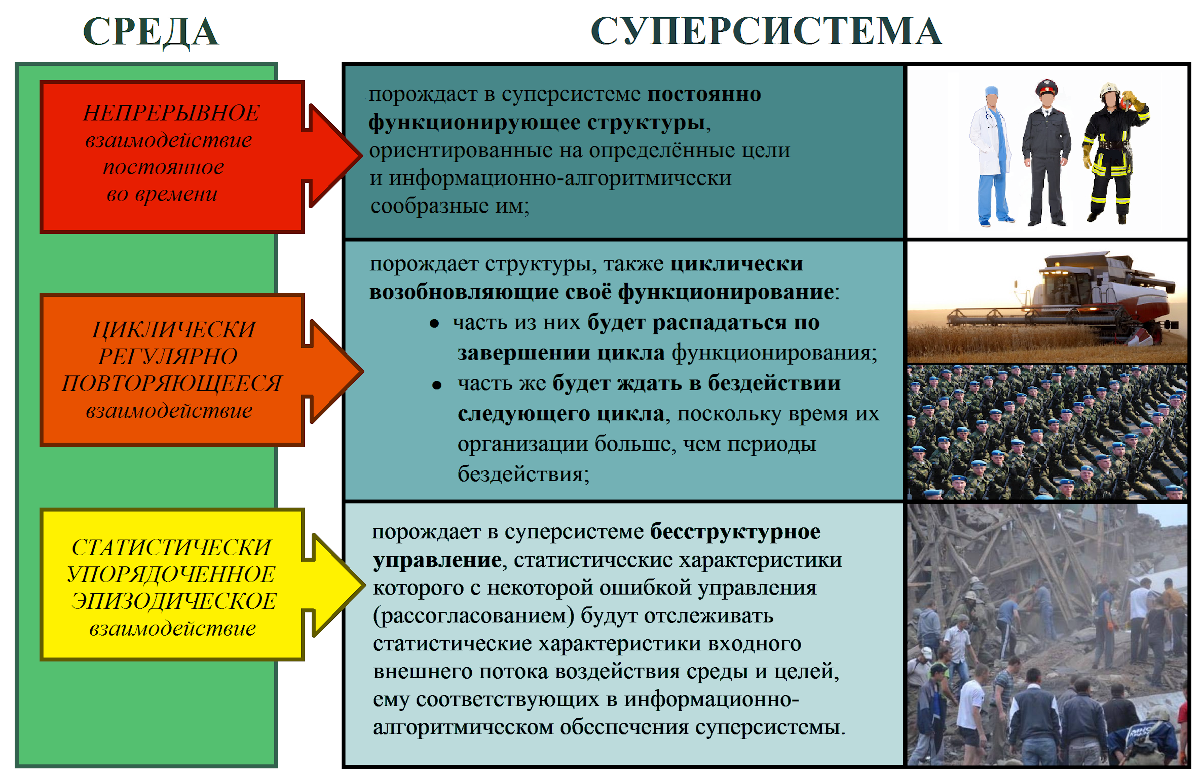 СРЕДА
СУПЕРСИСТЕМА
НЕПРЕРЫВНОЕ
взаимодействие
постоянное
во времени
порождает в суперсистеме постоянно
функционирующее структуры,
ориентированные на определённые цели
и информационно-алгоритмически
сообразные им;
ЦИКЛИЧЕСКИ
РЕГУЛЯРНО
ПОВТОРЯЮЩЕЕСЯ
взаимодействие
порождает структуры, также циклически
возобновляющие своё функционирование:
• часть из них будет распадаться по
завершении цикла функционирования;
• часть же будет ждать в бездействии
следующего цикла, поскольку время их
организации больше, чем периоды
бездействия;
СТАТИСТИЧЕСКИ
УПОРЯДОЧЕННОЕ
ЭПИЗОДИЧЕСКОЕ
взаимодействие
порождает в суперсистеме бесструктурное
управление, статистические характеристики
которого с некоторой ошибкой управления
(рассогласованием) будут отслеживать
статистические характеристики входного
внешнего потока воздействия среды и целей,
ему соответствующих в информационно-
алгоритмическом обеспечения суперсистемы.